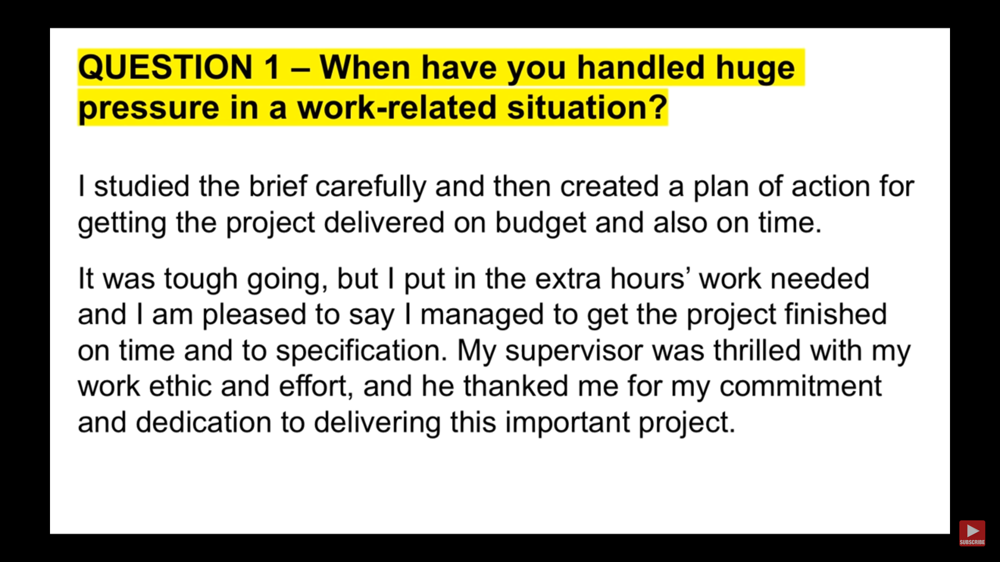 QUESTION 1 – When have you handled huge
pressure in a work-related situation?
I studied the brief carefully and then created a plan of action for
getting the project delivered on budget and also on time.
It was tough going, but I put in the extra hours’ work needed
and I am pleased to say I managed to get the project finished
on time and to specification. My supervisor was thrilled with my
work ethic and effort, and he thanked me for my commitment
and dedication to delivering this important project.
SUBSCRIBE